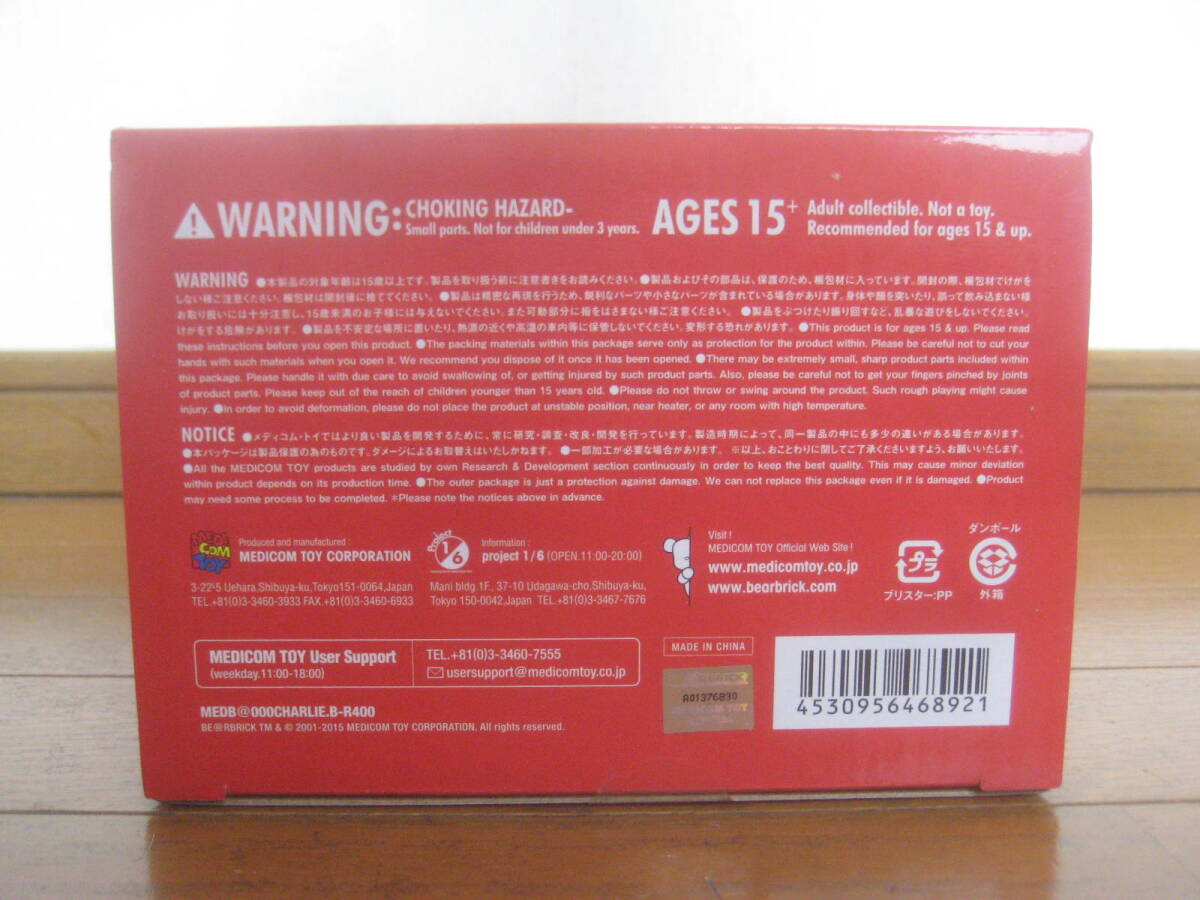 WARNING: CHOKING HAZARD-
Small parts. Not for children under 3 years.
AGES 15+ Adult collectible. Not a toy.
Recommended for ages 15 & up.
WARNING ●本製品の対象年齢は15歳以上です。製品を取り扱う前に注意書きをお読みください。●製品およびその部品は、保護のため、梱包材に入っています。開封の際、梱包材でけがを
しない様ご注意ください。梱包材は開封後に捨ててください。●製品は精密な再現を行うため、鋭利なパーツや小さなパーツが含まれている場合があります。身体や顔を突いたり、誤って飲み込まない様
お取り扱いには十分注意し、15歳未満のお子様には与えないでください。また可動部分に指をはさまない様ご注意ください。●製品をぶつけたり振り回すなど、乱暴な遊びをしないでください。
けがをする危険があります。●製品を不安定な場所に置いたり、熱源の近くや高温の車内等に保管しないでください。変形する恐れがあります。●This product is for ages 15 & up. Please read
these instructions before you open this product. ●The packing materials within this package serve only as protection for the product within. Please be careful not to cut your
hands with such materials when you open it. We recommend you dispose of it once it has been opened. ●There may be extremely small, sharp product parts included within
this package. Please handle it with due care to avoid swallowing of, or getting injured by such product parts. Also, please be careful not to get your fingers pinched by joints
of product parts. Please keep out of the reach of children younger than 15 years old. ●Please do not throw or swing around the product. Such rough playing might cause
injury. ●In order to avoid deformation, please do not place the product at unstable position, near heater, or any room with high temperature.
NOTICE ●メディコム・トイではより良い製品を開発するために、常に研究・調査・改良・開発を行っています。製造時期によって、同一製品の中にも多少の違いがある場合があります。
●本パッケージは製品保護の為のものです。ダメージによるお取替えはいたしかねます。 ●一部加工が必要な場合があります。 ※以上、おことわりに関してご了承くださいますよう、お願いいたします。
●All the MEDICOM TOY products are studied by own Research & Development section continuously in order to keep the best quality. This may cause minor deviation
within product depends on its production time. ●The outer package is just a protection against damage. We can not replace this package even if it is damaged. ●Product
may need some process to be completed. *Please note the notices above in advance.
MEDI COM TOY
Produced and manufactured :
MEDICOM TOY CORPORATION
3-22-5 Uehara,Shibuya-ku,Tokyo151-0064,Japan
TEL.+81(0)3-3460-3933 FAX.+81(0)3-3460-6933
Project 1/6
Information :
project 1/6 (OPEN.11:00-20:00)
Mani bldg.1F., 37-10 Udagawa-cho,Shibuya-ku,
Tokyo 150-0042,Japan TEL.+81(0)3-3467-7676
Visit !
MEDICOM TOY Official Web Site !
www.medicomtoy.co.jp
www.bearbrick.com
プラ
ブリスター:PP
ダンボール
外箱
MEDICOM TOY User Support
(weekday.11:00-18:00)
TEL.+81(0)3-3460-7555
usersupport@medicomtoy.co.jp
MADE IN CHINA
A01376830
4530956468921
MEDB@000CHARLIE.B-R400
BE@RBRICK TM & © 2001-2015 MEDICOM TOY CORPORATION. All rights reserved.